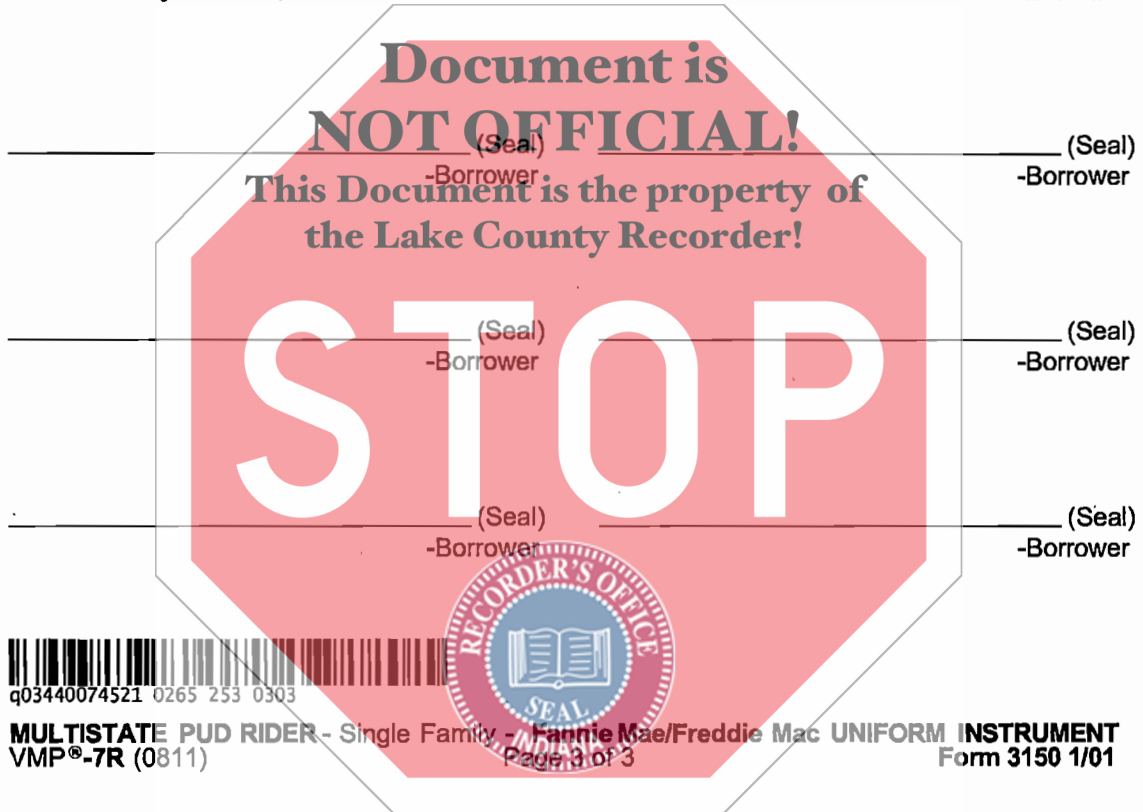 Document is
NOT OFFICIAL!
(Seal) (Seal)
-Borrower -Borrower
This Document is the property of
the Lake County Recorder!
STOP
(Seal) (Seal)
-Borrower -Borrower
(Seal) (Seal)
-Borrower -Borrower
RECORDER'S OFFICE
SEAL
INDIANA
q03440074521 0265 253 0303
MULTISTATE PUD RIDER - Single Family - Fannie Mae/Freddie Mac UNIFORM INSTRUMENT
VMP®-7R (0811) Page 3 of 3 Form 3150 1/01